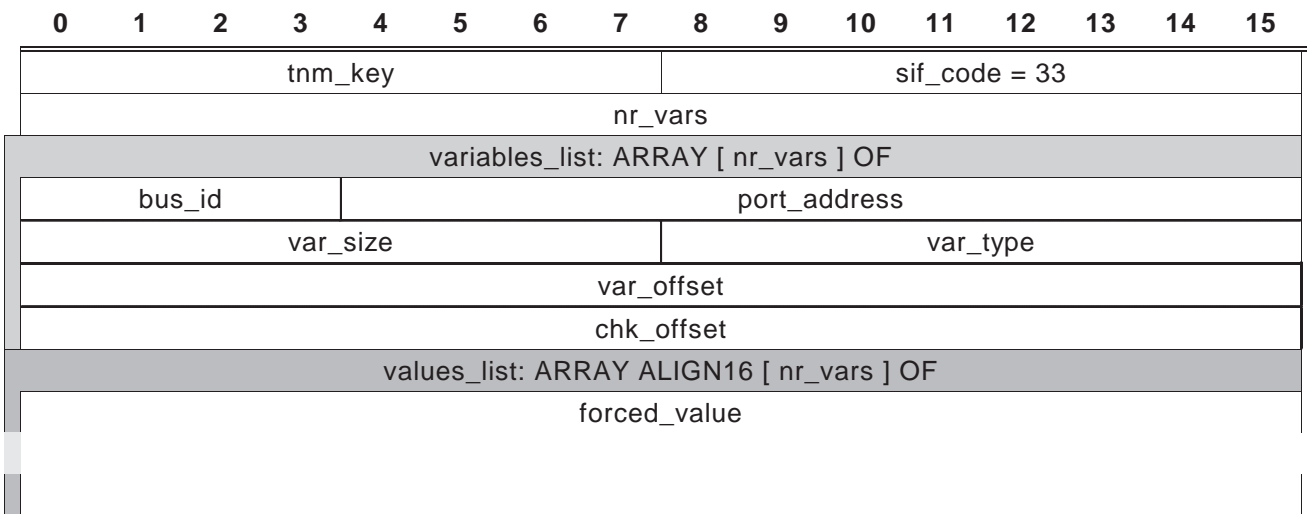 0 1 2 3 4 5 6 7 8 9 10 11 12 13 14 15
tnm_key sif_code = 33
nr_vars
variables_list: ARRAY [ nr_vars ] OF
bus_id port_address
var_size var_type
var_offset
chk_offset
values_list: ARRAY ALIGN16 [ nr_vars ] OF
forced_value